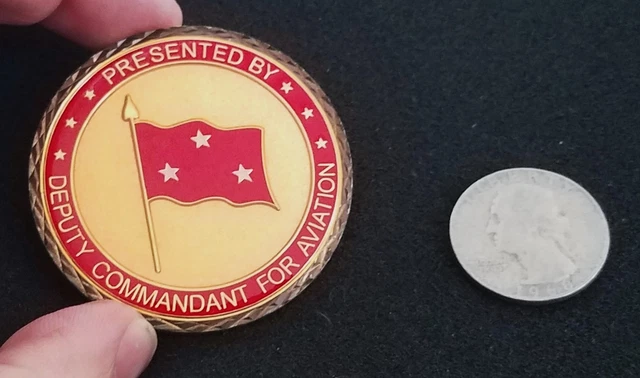 PRESENTED BY
DEPUTY COMMANDANT FOR AVIATION